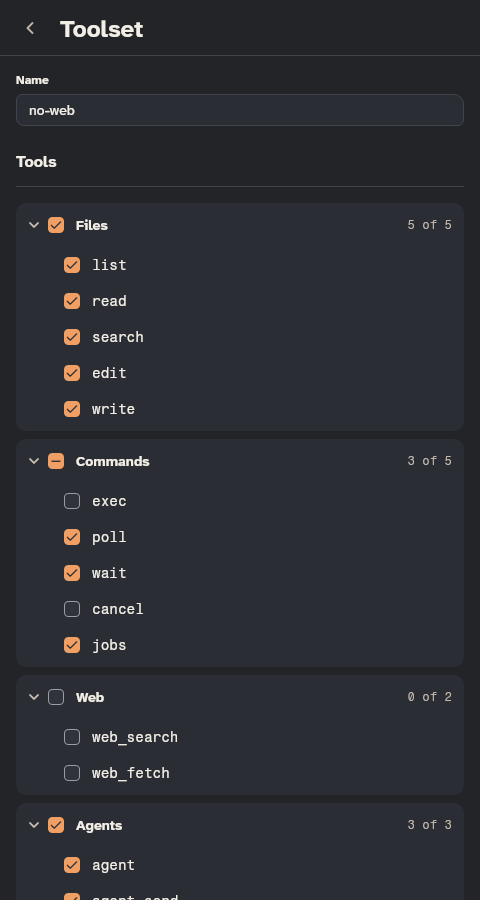 Toolset
Name
no-web
Tools
Files 5 of 5
list
read
search
edit
write
Commands 3 of 5
exec
poll
wait
cancel
jobs
Web 0 of 2
web_search
web_fetch
Agents 3 of 3
agent